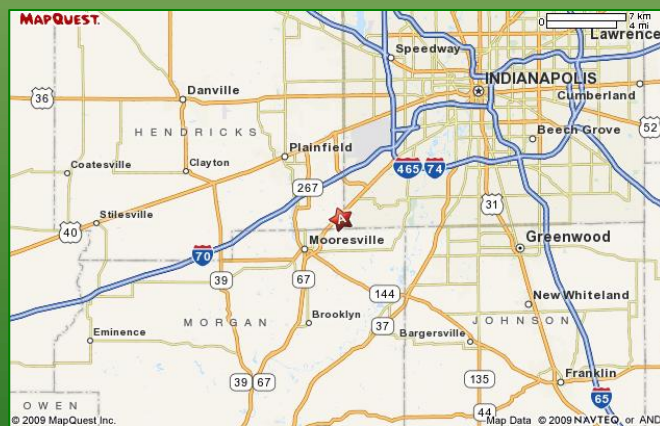 MAPQUEST.
0 7 km
4 mi
Lawrence
Speedway
INDIANAPOLIS
Danville
36
Cumberland
HENDRICKS
52
Beech Grove
Plainfield
Coatesville
Clayton
465 74
267
31
Stilesville
40
A
Mooresville
Greenwood
70
39
67
144
New Whiteland
MORGAN
Brooklyn
37
JOHNSON
Eminence
Bargersville
135
Franklin
39 67
65
OWEN
44
© 2009 MapQuest Inc.
Map Data © 2009 NAVTEQ or AND